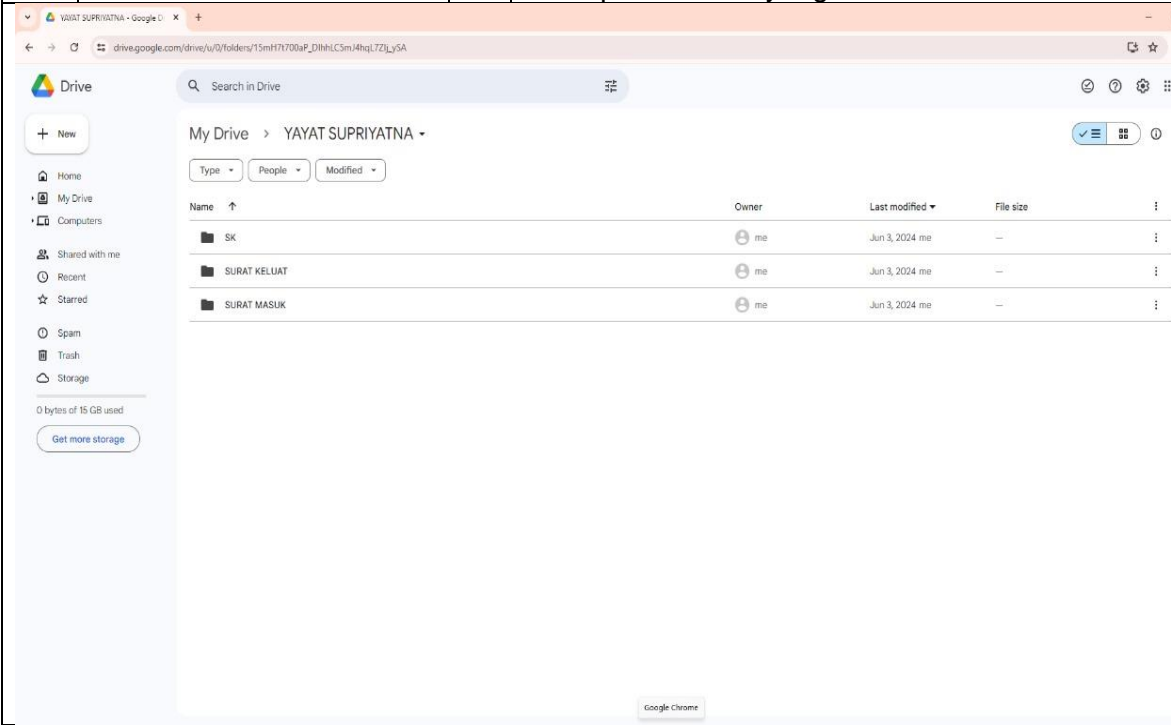 YAYAT SUPRIYATNA - Google D
drive.google.com/drive/u/0/folders/15mH7t700aP_DlhhLC5mJ4hqL7Zlj_ySA
Drive
Search in Drive
New
My Drive > YAYAT SUPRIYATNA
Type People Modified
Home
My Drive
Computers
Shared with me
Recent
Starred
Spam
Trash
Storage
0 bytes of 15 GB used
Get more storage
Name Owner Last modified File size
SK me Jun 3, 2024 me —
SURAT KELUAT me Jun 3, 2024 me —
SURAT MASUK me Jun 3, 2024 me —
Google Chrome